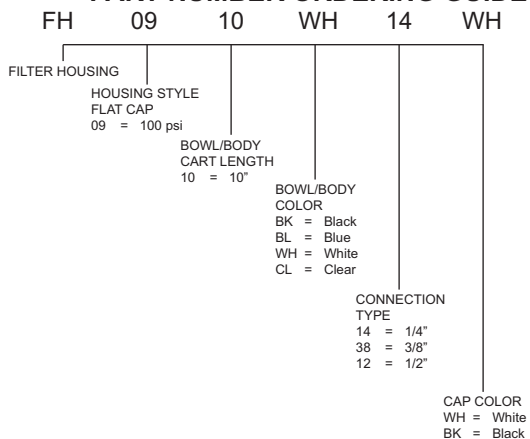 FH 09 10 WH 14 WH
FILTER HOUSING
HOUSING STYLE
FLAT CAP
09 = 100 psi
BOWL/BODY
CART LENGTH
10 = 10"
BOWL/BODY
COLOR
BK = Black
BL = Blue
WH = White
CL = Clear
CONNECTION
TYPE
14 = 1/4"
38 = 3/8"
12 = 1/2"
CAP COLOR
WH = White
BK = Black